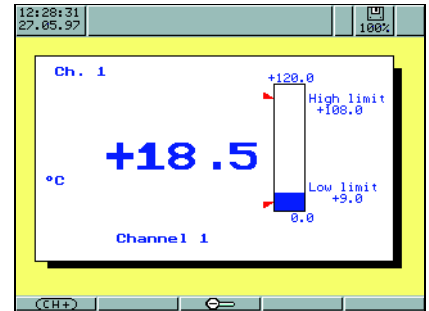 12:28:31
27.05.97
100%
Ch. 1
+120.0
High limit
+108.0
+18.5
°C
Low limit
+9.0
0.0
Channel 1
(CH+)